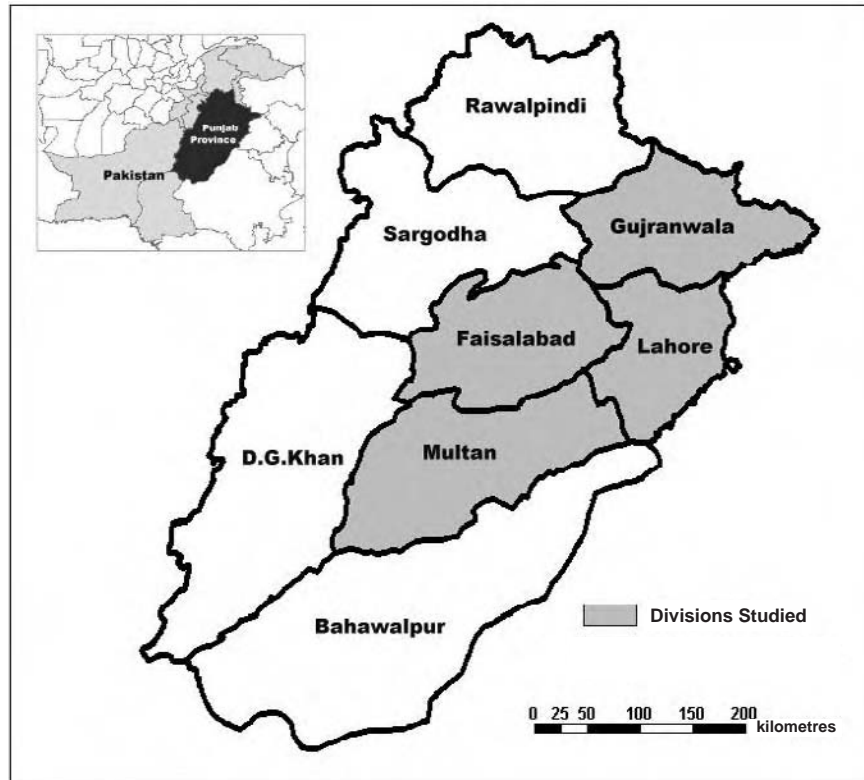 Punjab
Province
Pakistan
Rawalpindi
Gujranwala
Sargodha
Faisalabad
Lahore
D.G.Khan
Multan
Bahawalpur
Divisions Studied
0 25 50 100 150 200
kilometres